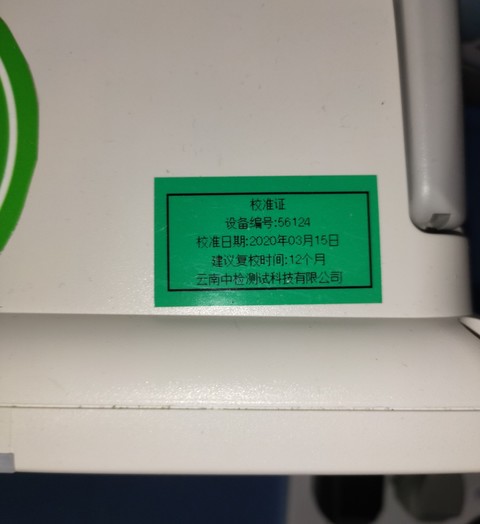 校准证
设备编号:56124
校准日期:2020年03月15日
建议复校时间:12个月
云南中检测试科技有限公司